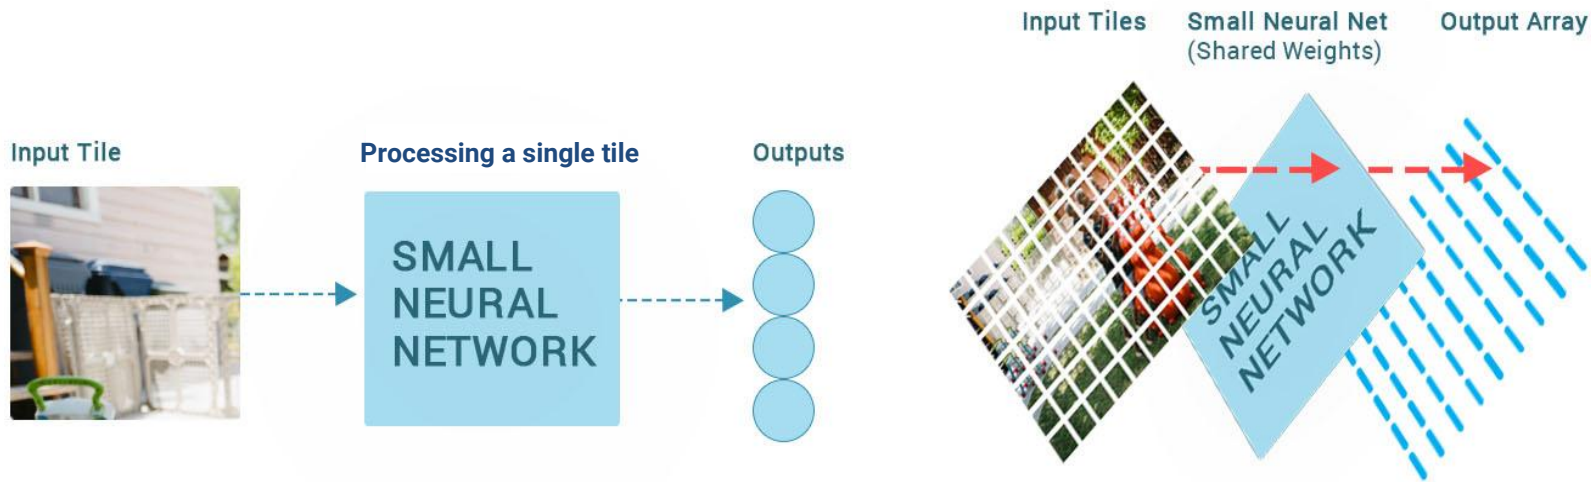 Input Tile
Processing a single tile
Outputs
SMALL
NEURAL
NETWORK
Input Tiles
Small Neural Net
(Shared Weights)
Output Array
SMALL
NEURAL
NETWORK